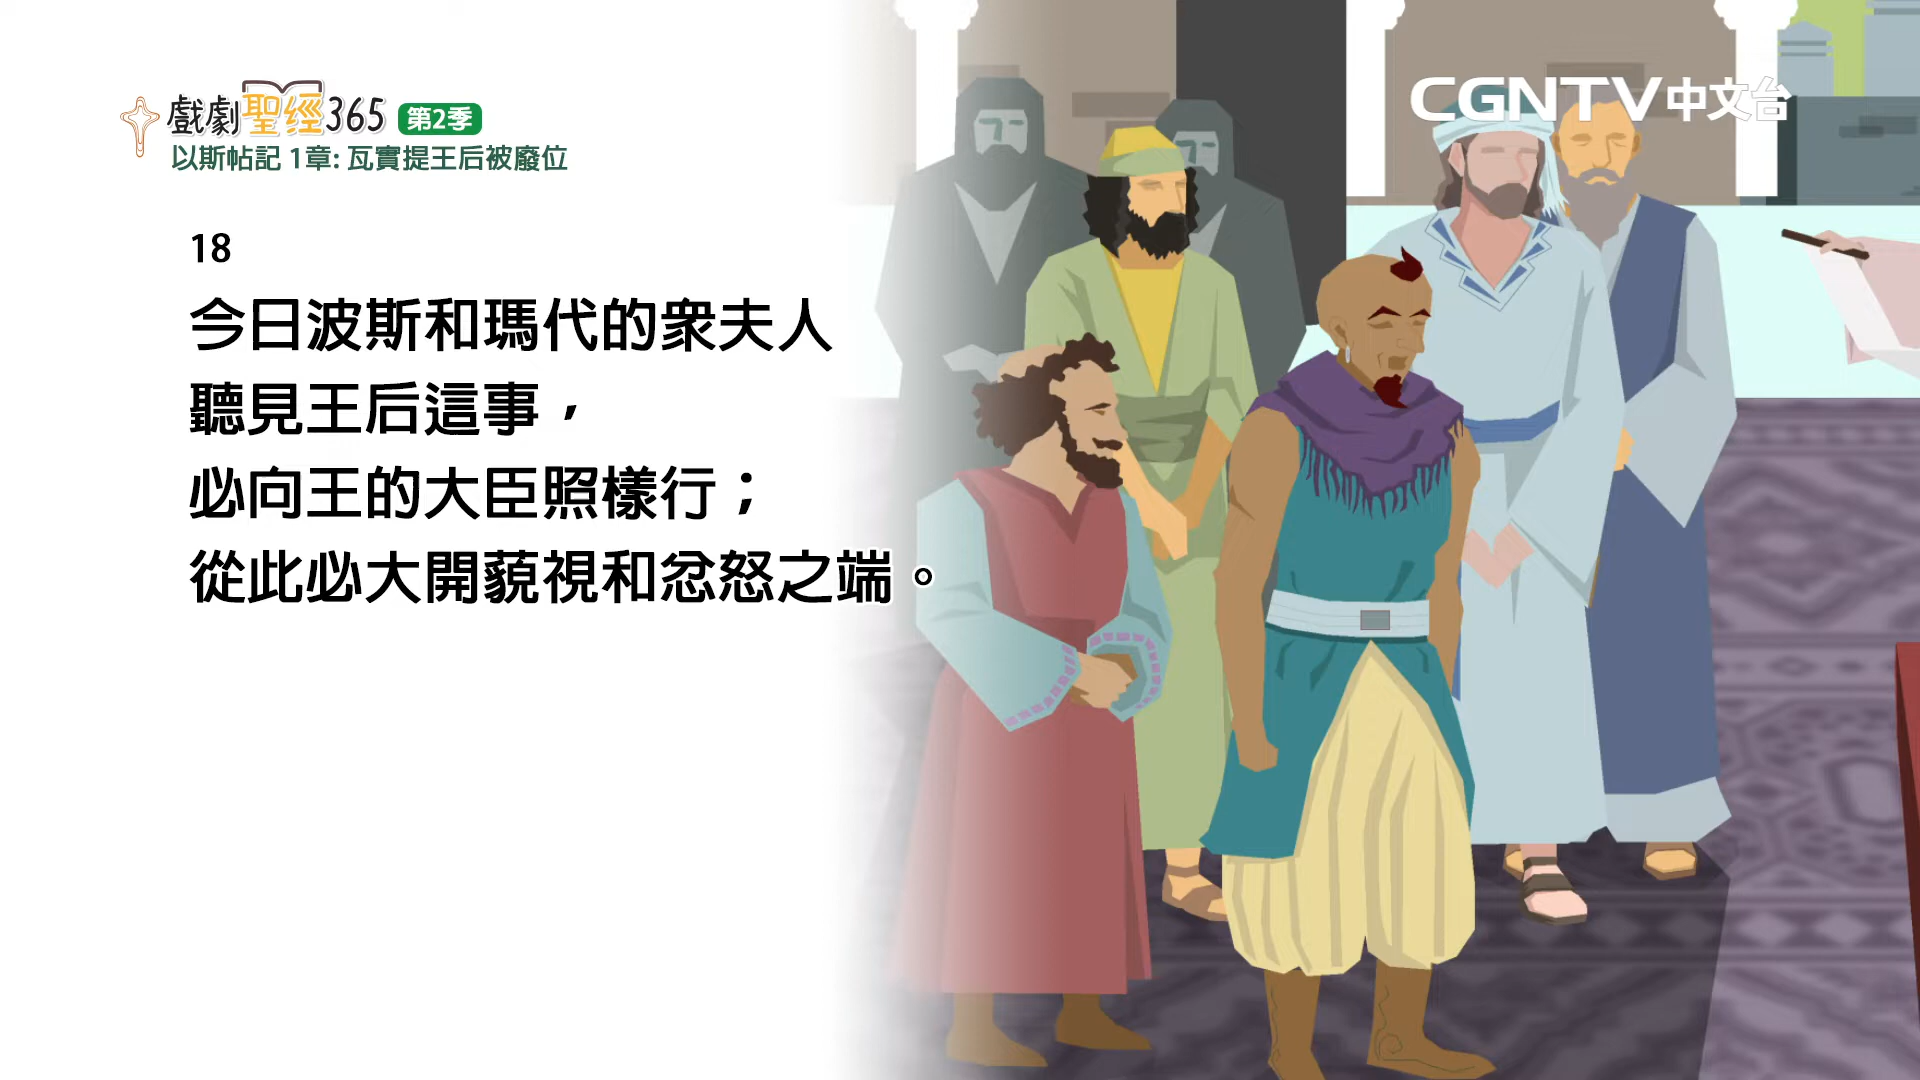 戲劇聖經365 第2季
CGNTV中文台
以斯帖記 1章: 瓦實提王后被廢位
18
今日波斯和瑪代的眾夫人
聽見王后這事，
必向王的大臣照樣行；
從此必大開藐視和忿怒之端。